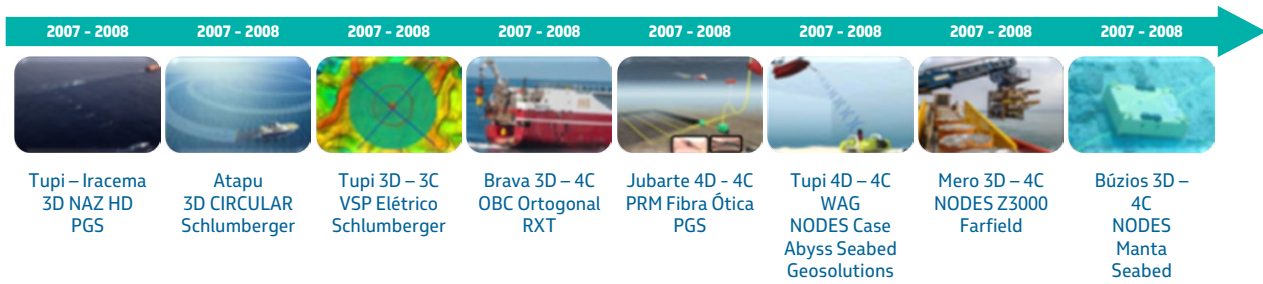 2007 - 2008 2007 - 2008 2007 - 2008 2007 - 2008 2007 - 2008 2007 - 2008 2007 - 2008 2007 - 2008
Tupi – Iracema
3D NAZ HD
PGS
Atapu
3D CIRCULAR
Schlumberger
Tupi 3D – 3C
VSP Elétrico
Schlumberger
Brava 3D – 4C
OBC Ortogonal
RXT
Jubarte 4D - 4C
PRM Fibra Ótica
PGS
Tupi 4D – 4C
WAG
NODES Case
Abyss Seabed
Geosolutions
Mero 3D – 4C
NODES Z3000
Farfield
Búzios 3D –
4C
NODES
Manta
Seabed